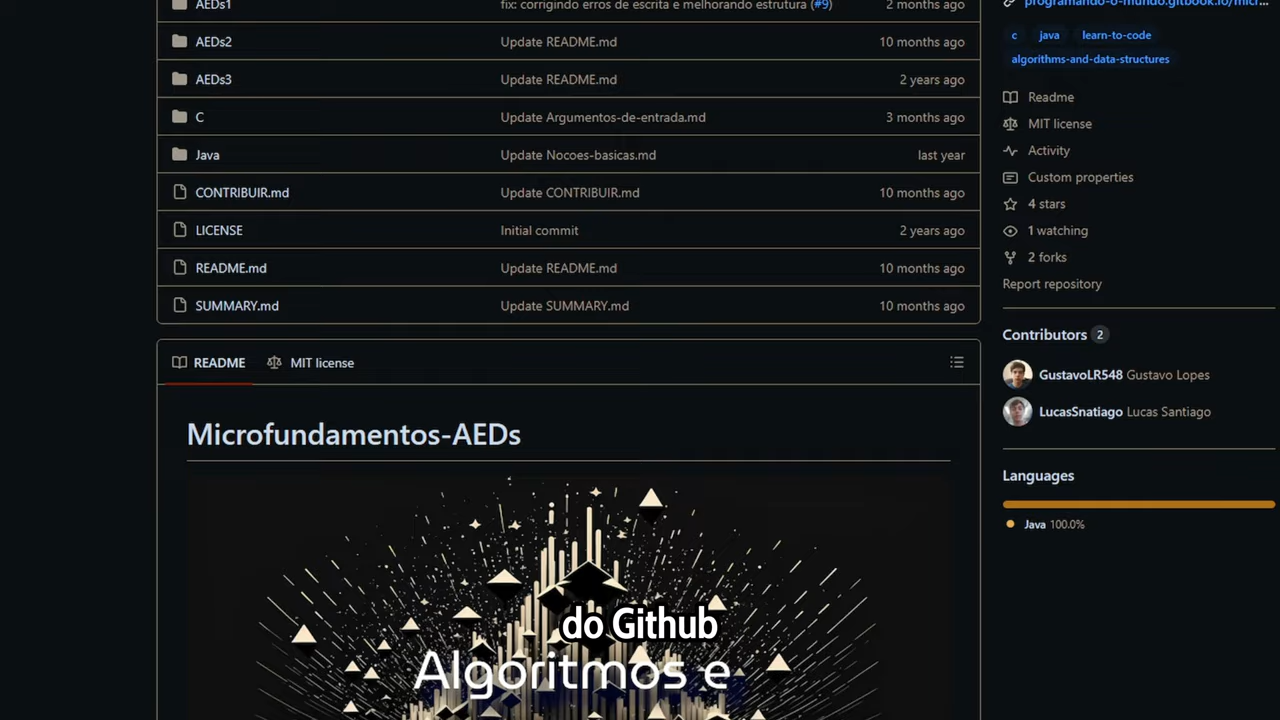 AEDs1 fix: corrigindo erros de escrita e melhorando estrutura (#9) 2 months ago
AEDs2 Update README.md 10 months ago
AEDs3 Update README.md 2 years ago
C Update Argumentos-de-entrada.md 3 months ago
Java Update Nocoes-basicas.md last year
CONTRIBUIR.md Update CONTRIBUIR.md 10 months ago
LICENSE Initial commit 2 years ago
README.md Update README.md 10 months ago
SUMMARY.md Update SUMMARY.md 10 months ago
README MIT license
Microfundamentos-AEDs
do Github
Algoritmos e
programando-o-mundo.gitbook.io/micr...
c java learn-to-code
algorithms-and-data-structures
Readme
MIT license
Activity
Custom properties
4 stars
1 watching
2 forks
Report repository
Contributors 2
GustavoLR548 Gustavo Lopes
LucasSnatiago Lucas Santiago
Languages
Java 100.0%